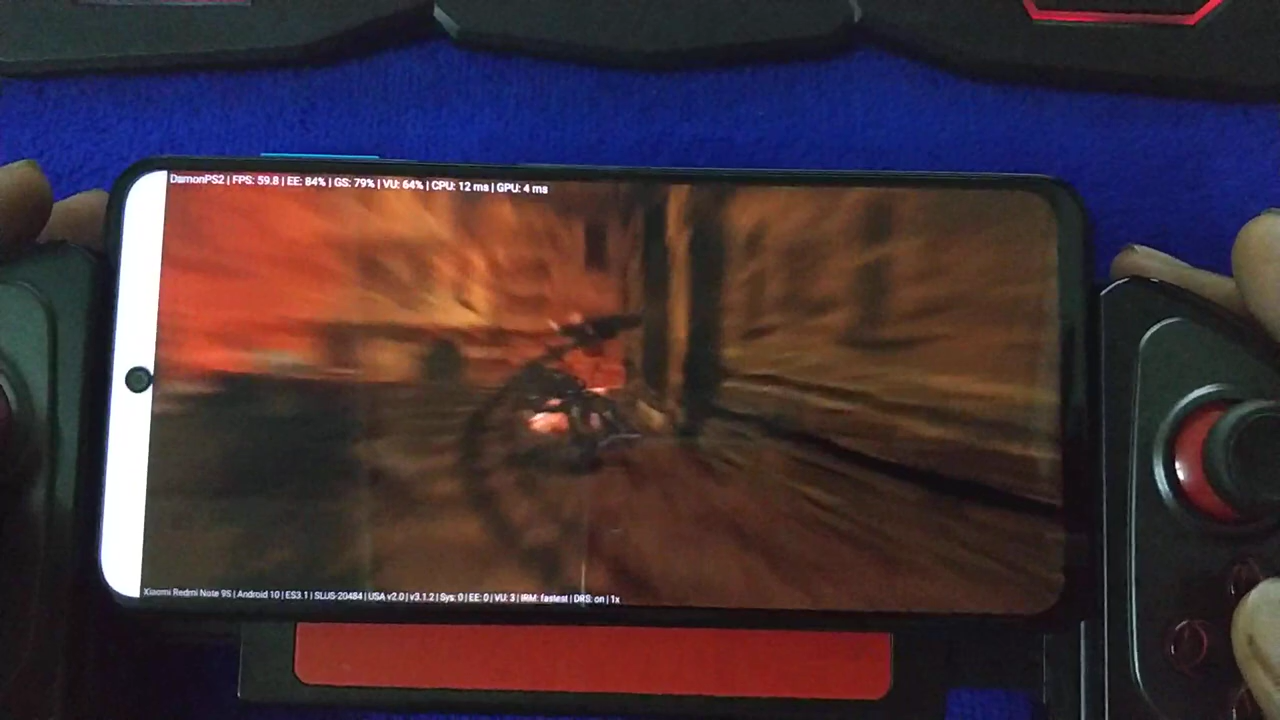 DamonPS2 | FPS: 59.8 | EE: 84% | GS: 79% | VU: 64% | CPU: 12 ms | GPU: 4 ms
Xiaomi Redmi Note 9S | Android 10 | ES3.1 | SLUS-20484 | USA v2.0 | v3.1.2 | Sys: 0 | EE: 0 | VU: 3 | IRM: fastest | DRS: on | 1x